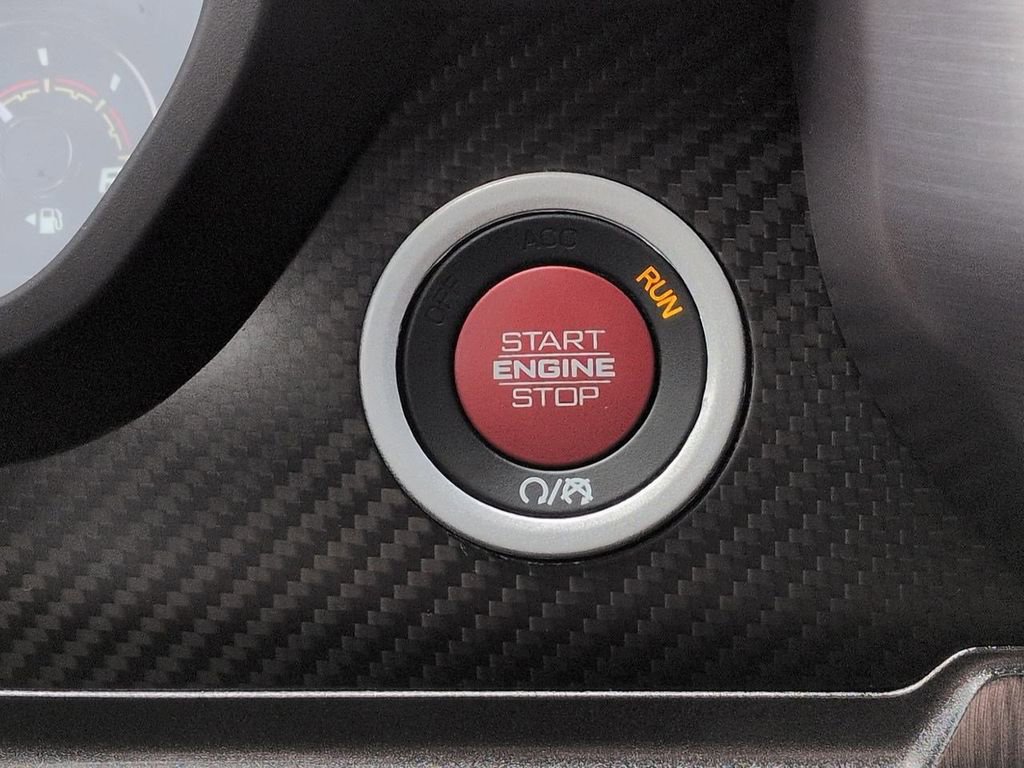 ACC
OFF
RUN
START
ENGINE
STOP